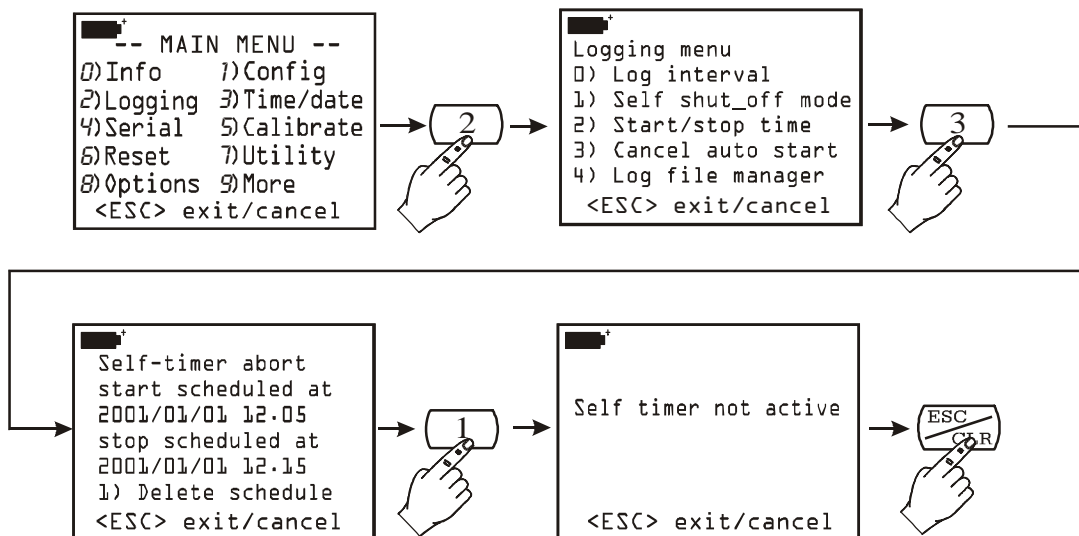 -- MAIN MENU --
0) Info 1) Config
2) Logging 3) Time/date
4) Serial 5) Calibrate
6) Reset 7) Utility
8) Options 9) More
<ESC> exit/cancel
2
Logging menu
0) Log interval
1) Self shut_off mode
2) Start/stop time
3) Cancel auto start
4) Log file manager
<ESC> exit/cancel
3
Self-timer abort
start scheduled at
2001/01/01 12.05
stop scheduled at
2001/01/01 12.15
1) Delete schedule
<ESC> exit/cancel
1
Self timer not active
<ESC> exit/cancel
ESC
CLR